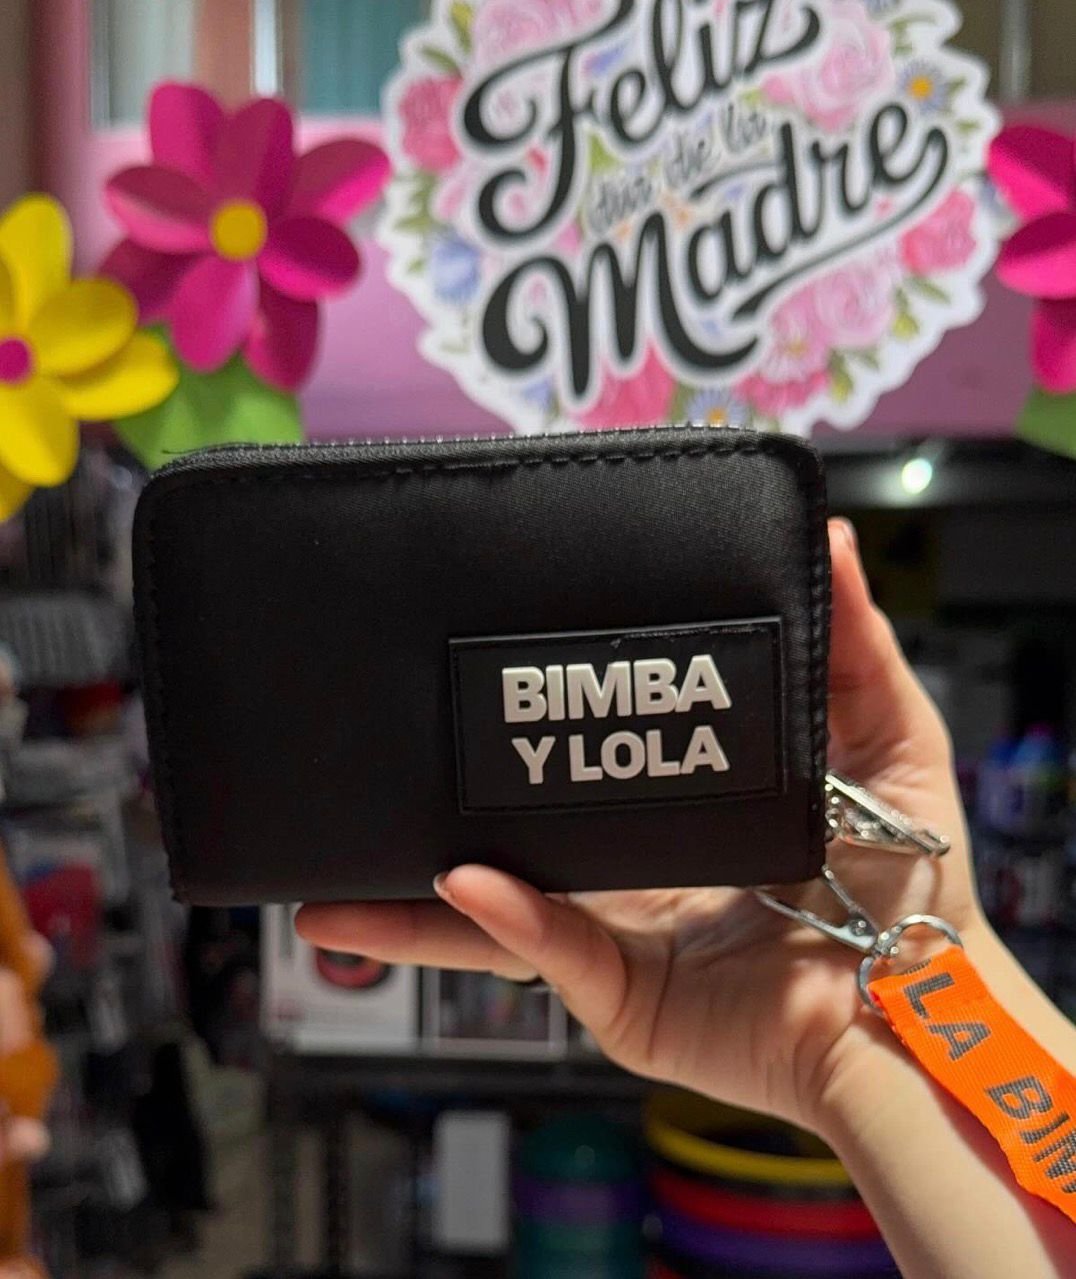 Feliz
día de la
Madre
BIMBA
Y LOLA
LA BIM